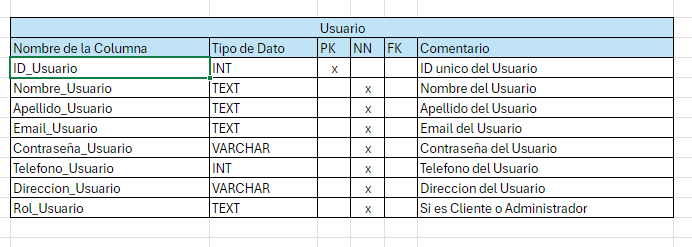 Usuario
Nombre de la Columna Tipo de Dato PK NN FK Comentario
ID_Usuario INT x ID unico del Usuario
Nombre_Usuario TEXT x Nombre del Usuario
Apellido_Usuario TEXT x Apellido del Usuario
Email_Usuario TEXT x Email del Usuario
Contraseña_Usuario VARCHAR x Contraseña del Usuario
Telefono_Usuario INT x Telefono del Usuario
Direccion_Usuario VARCHAR x Direccion del Usuario
Rol_Usuario TEXT x Si es Cliente o Administrador